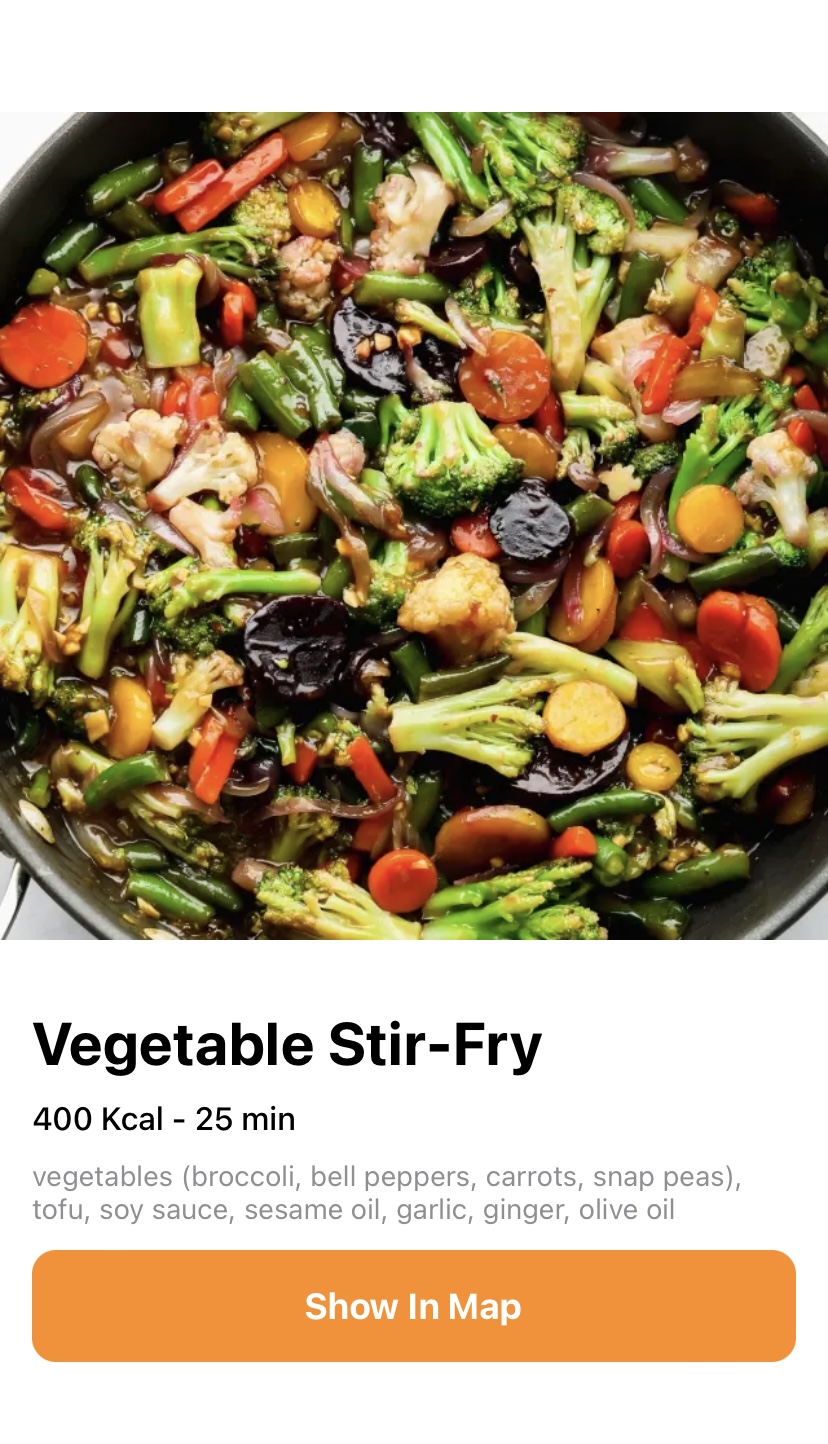 Vegetable Stir-Fry
400 Kcal - 25 min
vegetables (broccoli, bell peppers, carrots, snap peas),
tofu, soy sauce, sesame oil, garlic, ginger, olive oil
Show In Map